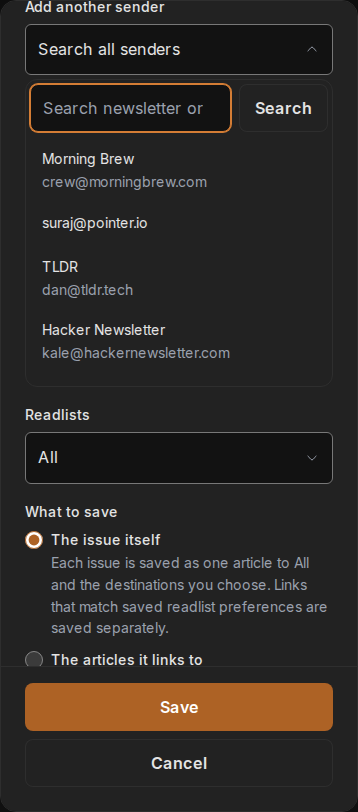 Add another sender
Search all senders
Search newsletter or
Search
Morning Brew
crew@morningbrew.com
suraj@pointer.io
TLDR
dan@tldr.tech
Hacker Newsletter
kale@hackernewsletter.com
Readlists
All
What to save
The issue itself
Each issue is saved as one article to All
and the destinations you choose. Links
that match saved readlist preferences are
saved separately.
The articles it links to
Save
Cancel